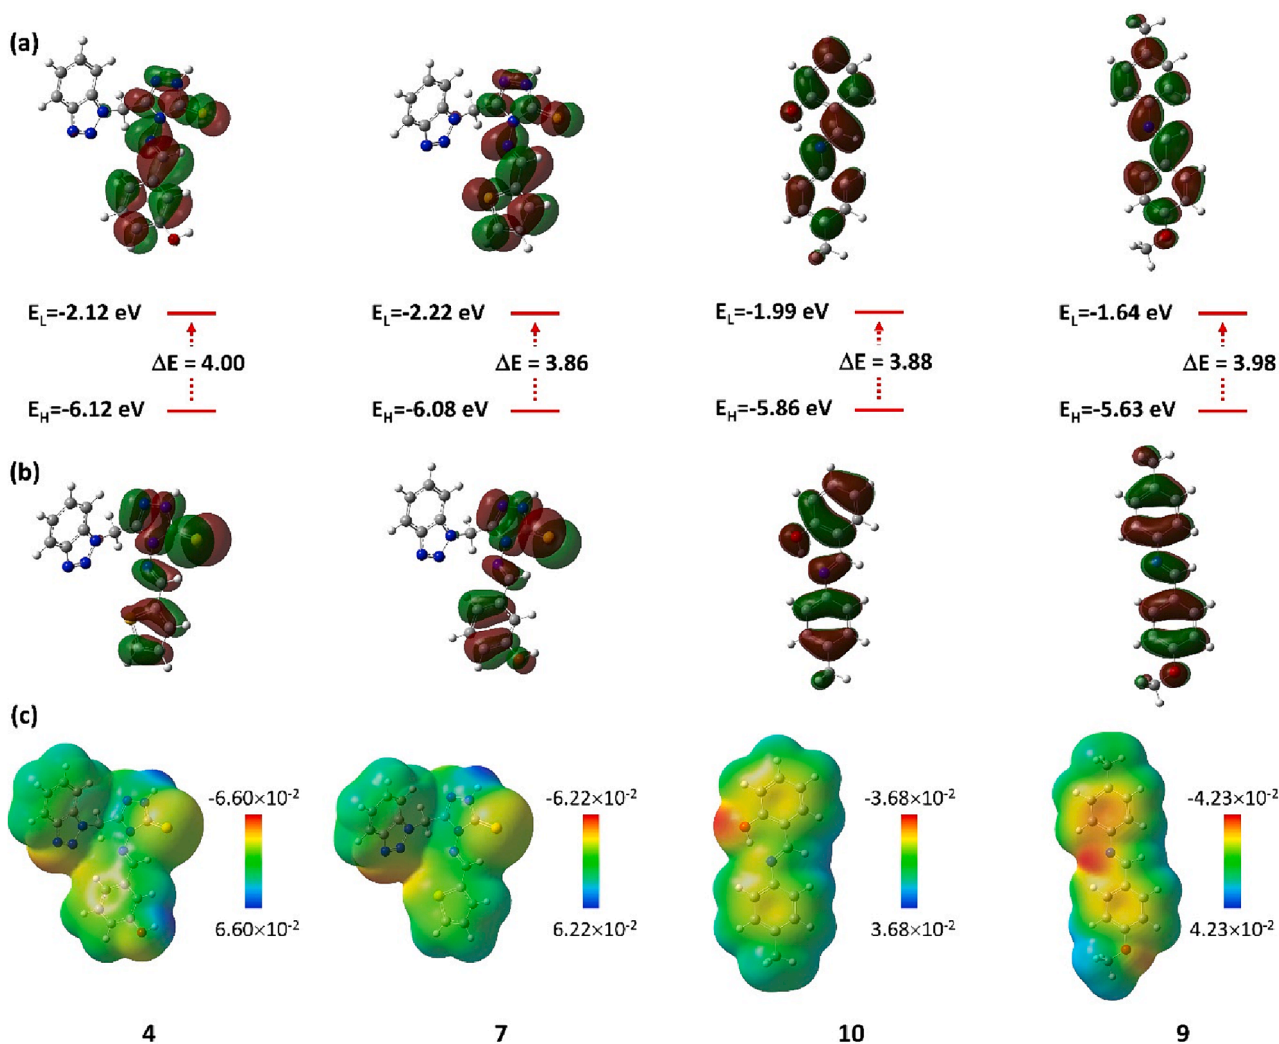 (a)
E_L=-2.12 eV E_L=-2.22 eV E_L=-1.99 eV E_L=-1.64 eV
ΔE = 4.00 ΔE = 3.86 ΔE = 3.88 ΔE = 3.98
E_H=-6.12 eV E_H=-6.08 eV E_H=-5.86 eV E_H=-5.63 eV
(b)
(c)
-6.60×10⁻² -6.22×10⁻² -3.68×10⁻² -4.23×10⁻²
6.60×10⁻² 6.22×10⁻² 3.68×10⁻² 4.23×10⁻²
4 7 10 9